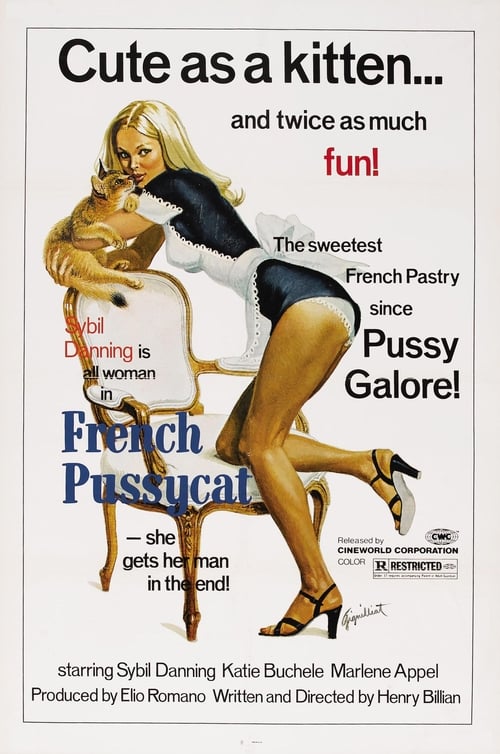 Cute as a kitten...
and twice as much
fun!
The sweetest
French Pastry
since
Pussy
Galore!
Sybil
Danning is
all woman
in
French
Pussycat
— she
gets her man
in the end!
Released by
CINEWORLD CORPORATION
CWC
COLOR
R RESTRICTED
starring Sybil Danning Katie Buchele Marlene Appel
Produced by Elio Romano Written and Directed by Henry Billian